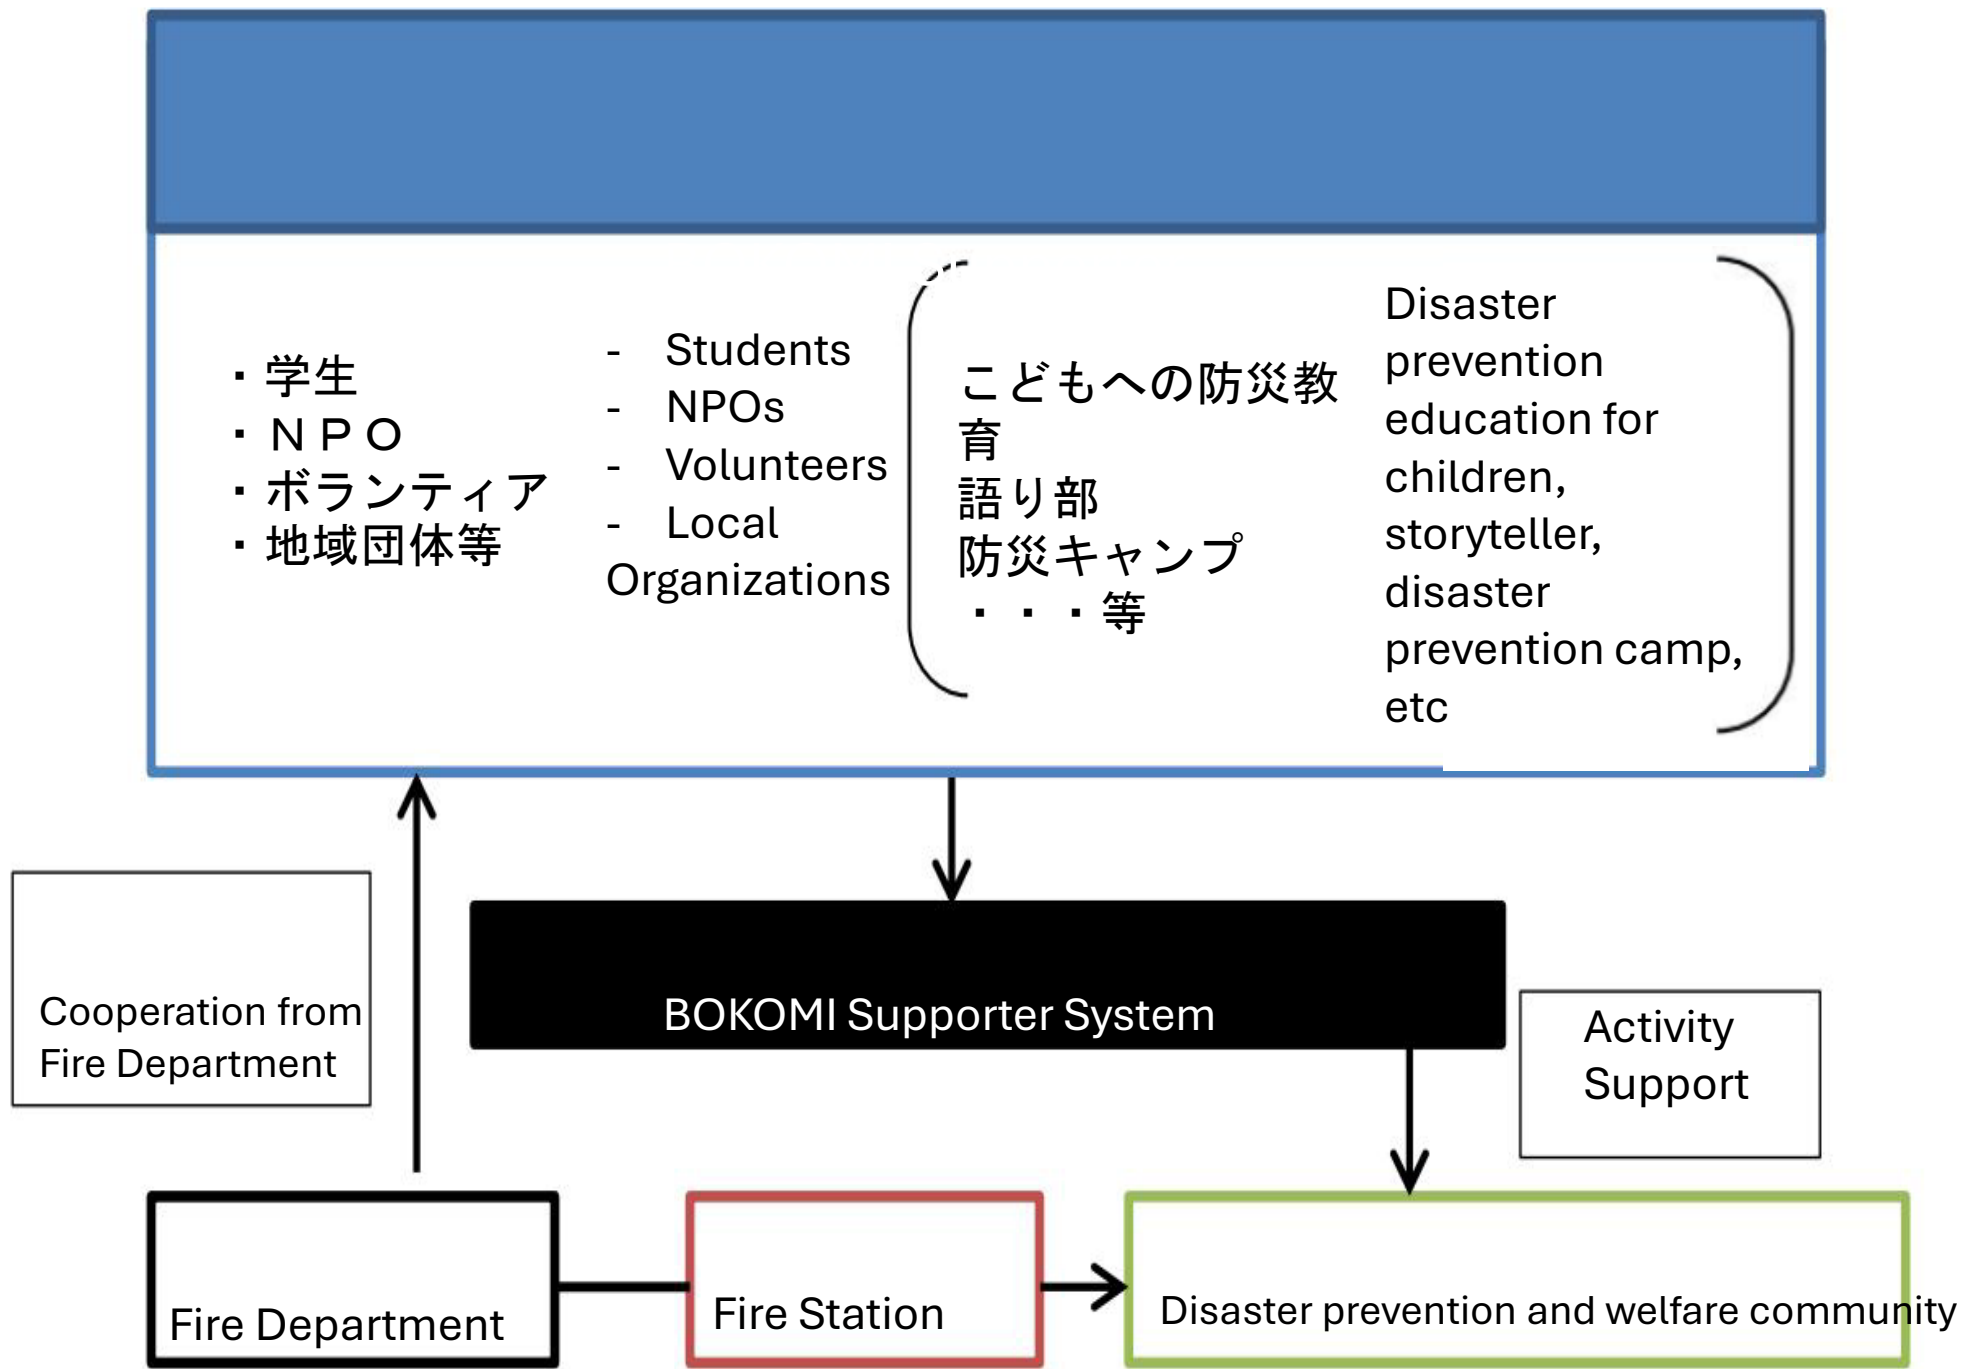 ・学生
・ＮＰＯ
・ボランティア
・地域団体等
- Students
- NPOs
- Volunteers
- Local
Organizations
こどもへの防災教
育
語り部
防災キャンプ
・・・等
Disaster
prevention
education for
children,
storyteller,
disaster
prevention camp,
etc
Cooperation from
Fire Department
BOKOMI Supporter System
Activity
Support
Fire Department
Fire Station
Disaster prevention and welfare community